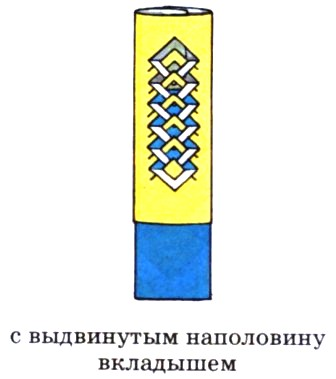 с выдвинутым наполовину
вкладышем